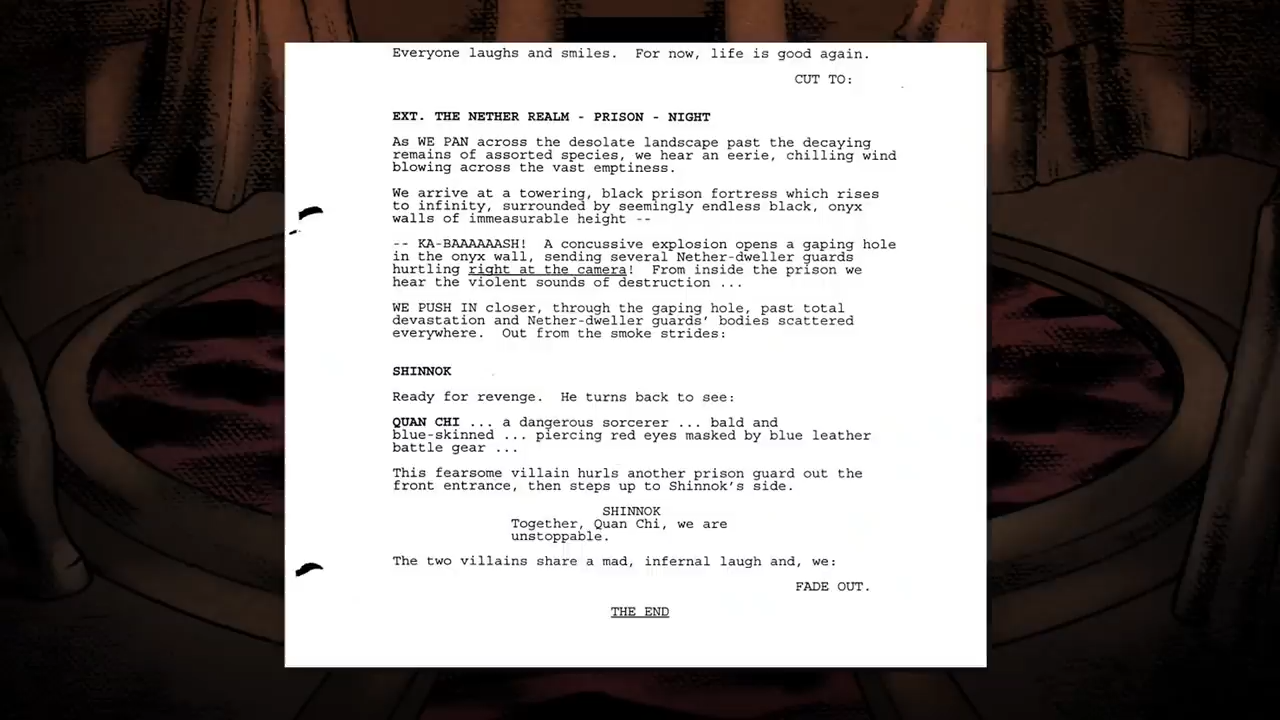 Everyone laughs and smiles.  For now, life is good again.
CUT TO:
EXT. THE NETHER REALM - PRISON - NIGHT
As WE PAN across the desolate landscape past the decaying
remains of assorted species, we hear an eerie, chilling wind
blowing across the vast emptiness.
We arrive at a towering, black prison fortress which rises
to infinity, surrounded by seemingly endless black, onyx
walls of immeasurable height --
-- KA-BAAAAAASH!  A concussive explosion opens a gaping hole
in the onyx wall, sending several Nether-dweller guards
hurtling right at the camera!  From inside the prison we
hear the violent sounds of destruction ...
WE PUSH IN closer, through the gaping hole, past total
devastation and Nether-dweller guards' bodies scattered
everywhere.  Out from the smoke strides:
SHINNOK
Ready for revenge.  He turns back to see:
QUAN CHI ... a dangerous sorcerer ... bald and
blue-skinned ... piercing red eyes masked by blue leather
battle gear ...
This fearsome villain hurls another prison guard out the
front entrance, then steps up to Shinnok's side.
SHINNOK
Together, Quan Chi, we are
unstoppable.
The two villains share a mad, infernal laugh and, we:
FADE OUT.
THE END